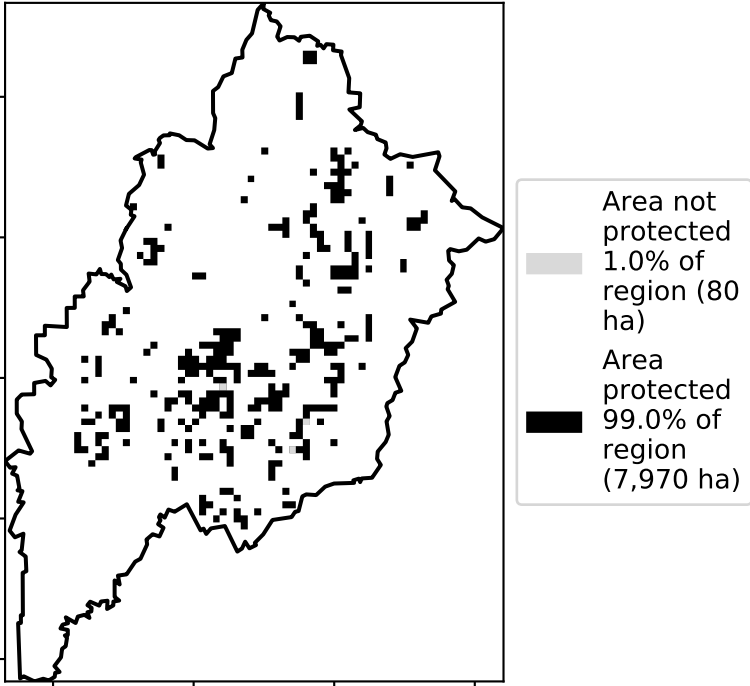 Area not
protected
1.0% of
region (80
ha)
Area
protected
99.0% of
region
(7,970 ha)